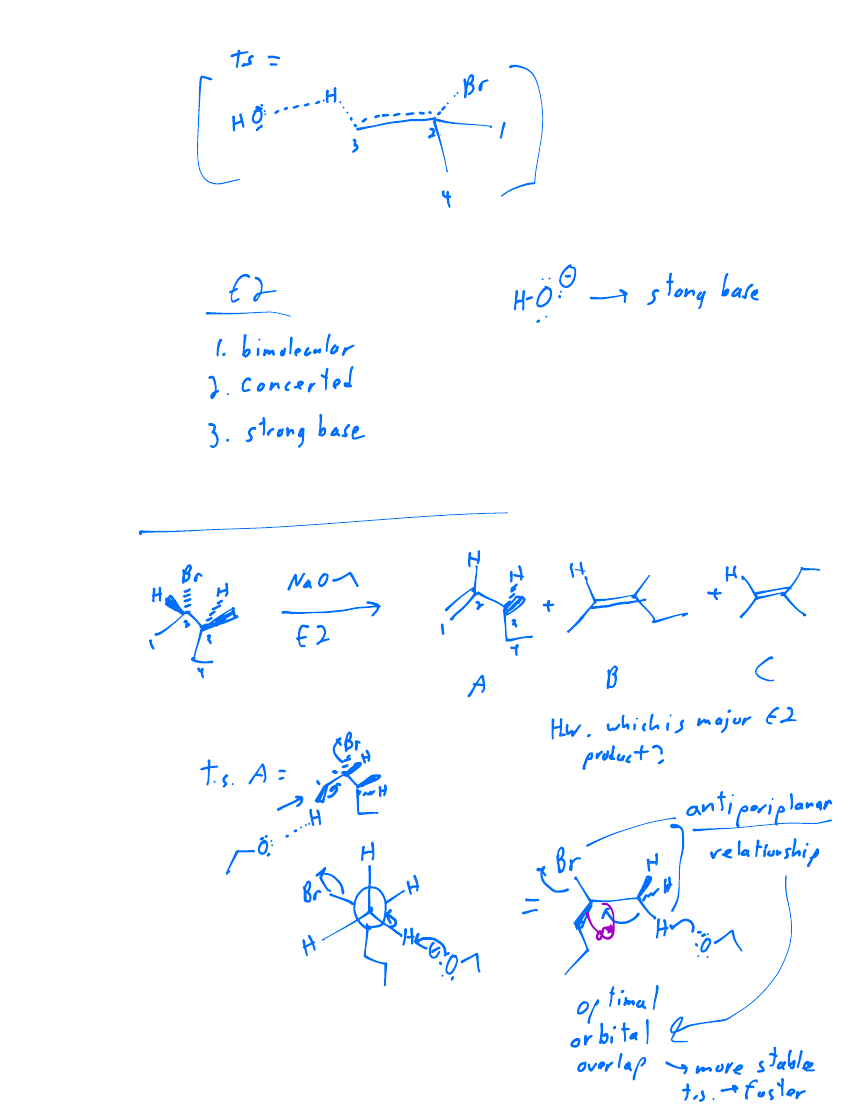 t.s =
Br
H
HO
3
2
1
4
E2
H-O⊖ → stong base
1. bimolecular
2. concerted
3. strong base
Br
H
H
1
2
3
4
NaO
E2
H
H
1
2
3
4
+
H
+
H
A
B
C
H.W. which is major E2
product?
t.s. A =
Br
H
H
H
O
H
Br
H
H
H
O
=
Br
H
H
H
O
antiperiplanar
relationship
optimal
orbital
overlap → more stable
t.s. → faster